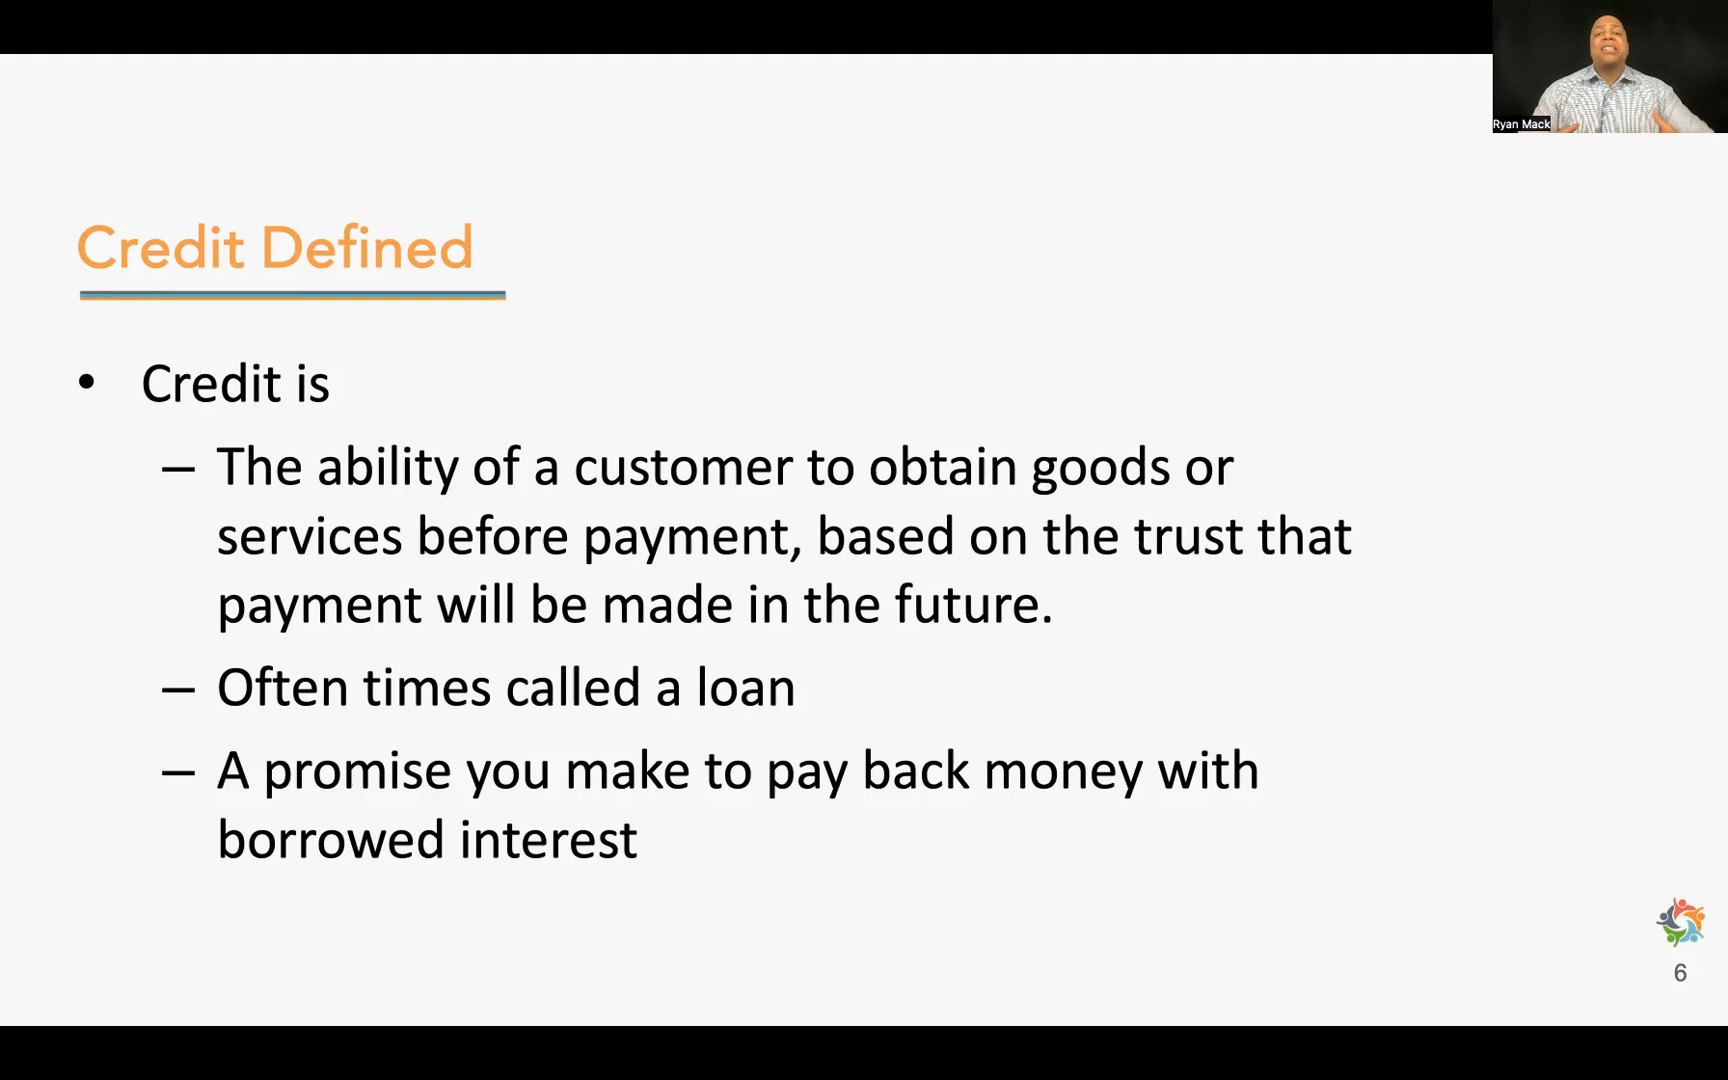 Ryan Mack
Credit Defined
• Credit is
– The ability of a customer to obtain goods or
services before payment, based on the trust that
payment will be made in the future.
– Often times called a loan
– A promise you make to pay back money with
borrowed interest
6